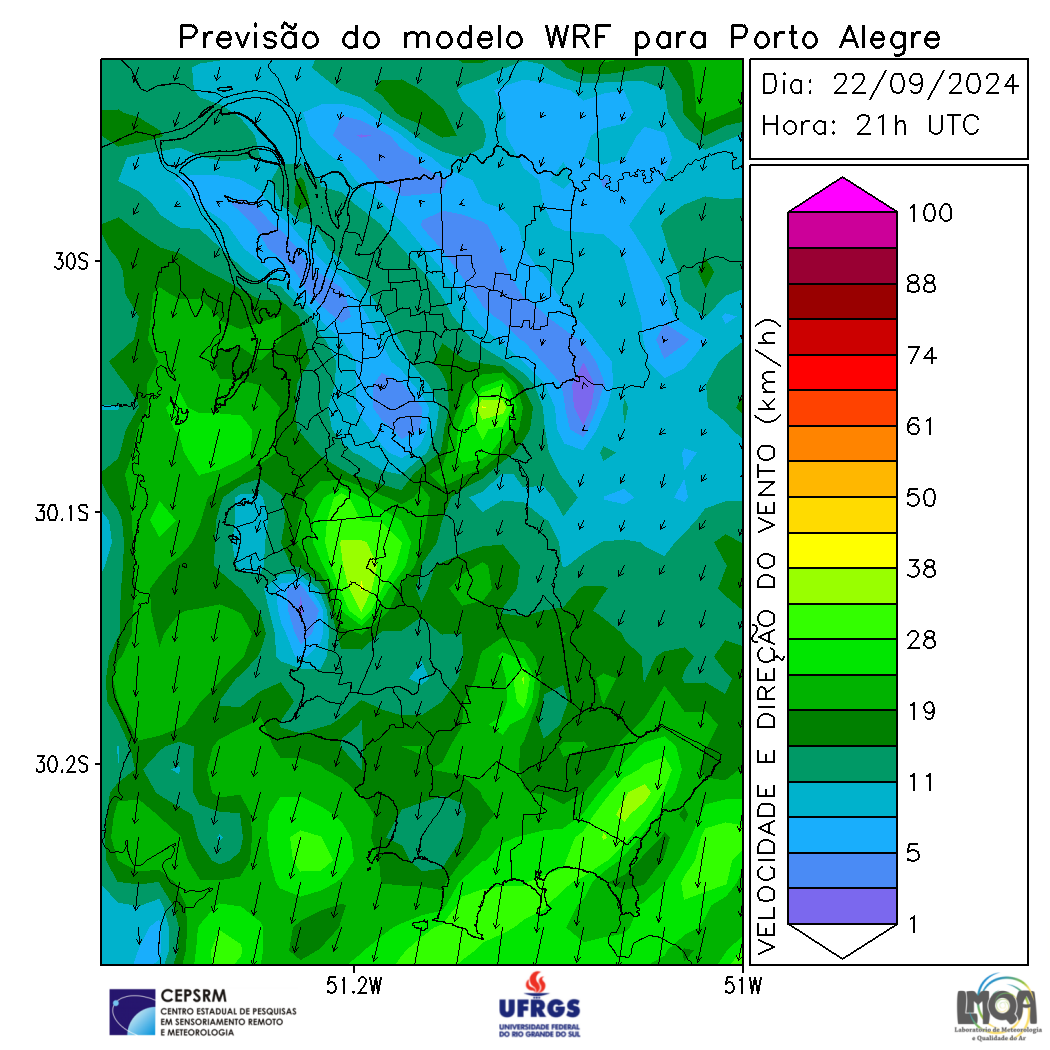 Previsão do modelo WRF para Porto Alegre
Dia: 22/09/2024
Hora: 21h UTC
30S
30.1S
30.2S
51.2W
51W
VELOCIDADE E DIREÇÃO DO VENTO (km/h)
100
88
74
61
50
38
28
19
11
5
1
CEPSRM
CENTRO ESTADUAL DE PESQUISAS
EM SENSORIAMENTO REMOTO
E METEOROLOGIA
UFRGS
UNIVERSIDADE FEDERAL
DO RIO GRANDE DO SUL
LMQA
Laboratório de Meteorologia
e Qualidade do Ar